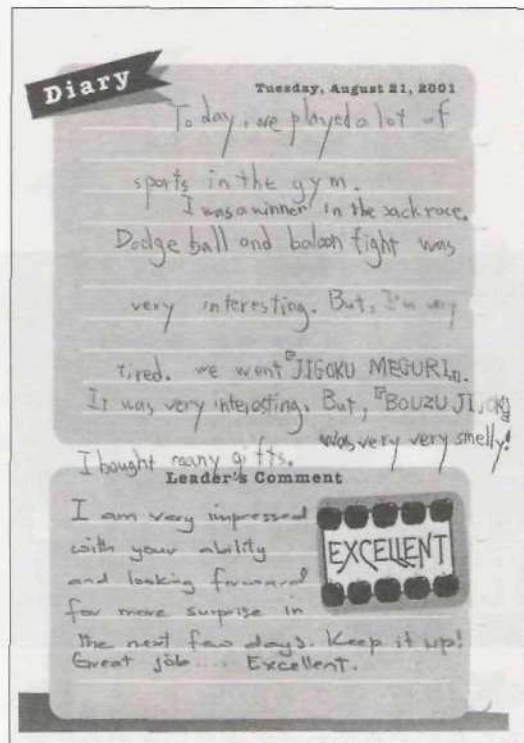 Diary
Tuesday, August 21, 2001
Today, we played a lot of
sports in the gym.
I was a winner in the sack race.
Dodge ball and baloon fight was
very interesting. But, I'm very
tired. we went『JIGOKU MEGURI』.
It was very interesting. But,『BOUZU JIGOKU』
was very very smelly!
I bought many gifts.
Leader's Comment
I am very impressed
with your ability
and looking forward
for more surprise in
the next few days. Keep it up!
Great job.... Excellent.
EXCELLENT